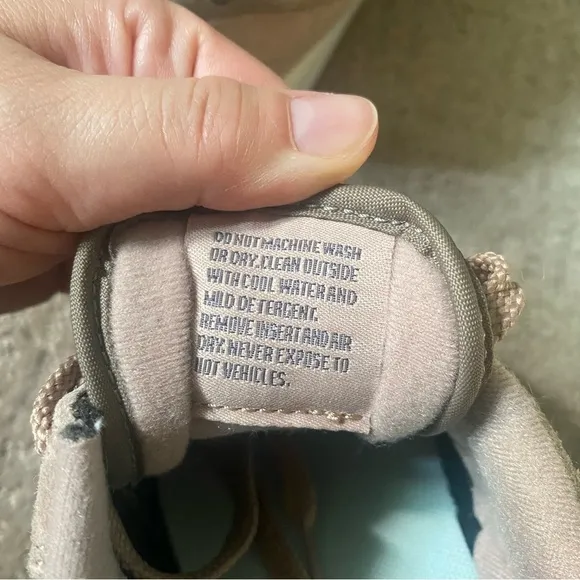 DO NOT MACHINE WASH
OR DRY. CLEAN OUTSIDE
WITH COOL WATER AND
MILD DETERGENT.
REMOVE INSERT AND AIR
DRY. NEVER EXPOSE TO
HOT VEHICLES.